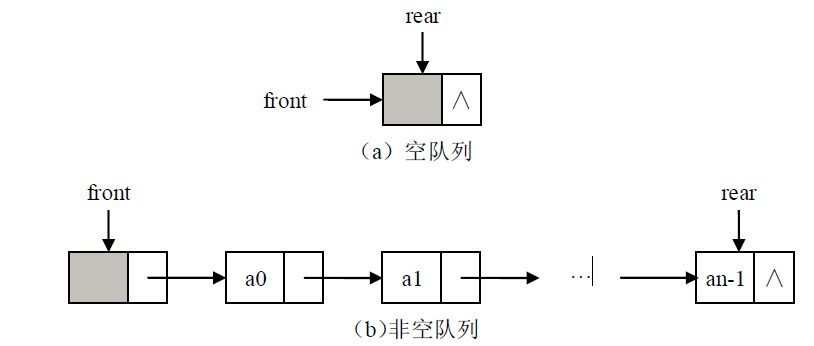 rear
front ∧
（a）空队列
front rear
a0 a1 … an-1 ∧
（b)非空队列